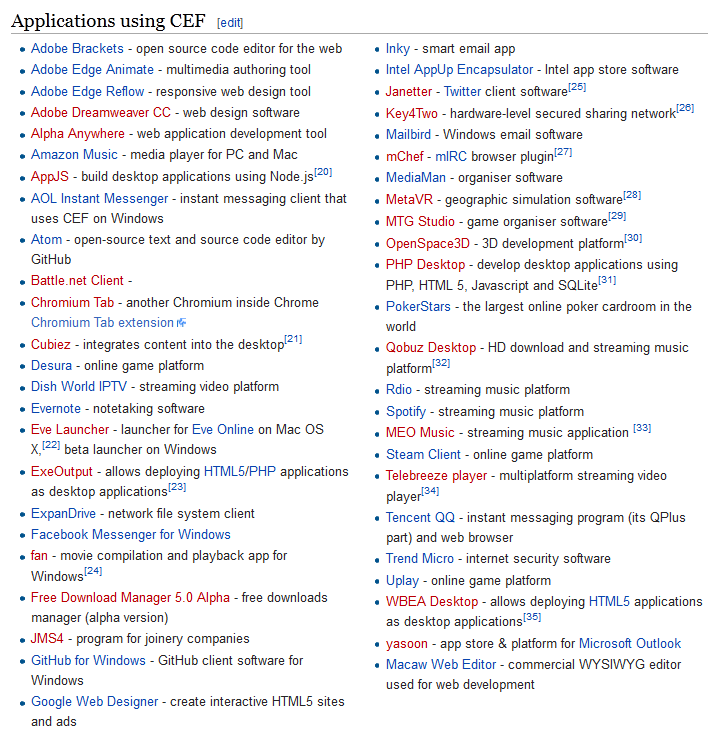 Applications using CEF [edit]
Adobe Brackets - open source code editor for the web
Adobe Edge Animate - multimedia authoring tool
Adobe Edge Reflow - responsive web design tool
Adobe Dreamweaver CC - web design software
Alpha Anywhere - web application development tool
Amazon Music - media player for PC and Mac
AppJS - build desktop applications using Node.js[20]
AOL Instant Messenger - instant messaging client that
uses CEF on Windows
Atom - open-source text and source code editor by
GitHub
Battle.net Client -
Chromium Tab - another Chromium inside Chrome
Chromium Tab extension
Cubiez - integrates content into the desktop[21]
Desura - online game platform
Dish World IPTV - streaming video platform
Evernote - notetaking software
Eve Launcher - launcher for Eve Online on Mac OS
X,[22] beta launcher on Windows
ExeOutput - allows deploying HTML5/PHP applications
as desktop applications[23]
ExpanDrive - network file system client
Facebook Messenger for Windows
fan - movie compilation and playback app for
Windows[24]
Free Download Manager 5.0 Alpha - free downloads
manager (alpha version)
JMS4 - program for joinery companies
GitHub for Windows - GitHub client software for
Windows
Google Web Designer - create interactive HTML5 sites
and ads
Inky - smart email app
Intel AppUp Encapsulator - Intel app store software
Janetter - Twitter client software[25]
Key4Two - hardware-level secured sharing network[26]
Mailbird - Windows email software
mChef - mIRC browser plugin[27]
MediaMan - organiser software
MetaVR - geographic simulation software[28]
MTG Studio - game organiser software[29]
OpenSpace3D - 3D development platform[30]
PHP Desktop - develop desktop applications using
PHP, HTML 5, Javascript and SQLite[31]
PokerStars - the largest online poker cardroom in the
world
Qobuz Desktop - HD download and streaming music
platform[32]
Rdio - streaming music platform
Spotify - streaming music platform
MEO Music - streaming music application [33]
Steam Client - online game platform
Telebreeze player - multiplatform streaming video
player[34]
Tencent QQ - instant messaging program (its QPlus
part) and web browser
Trend Micro - internet security software
Uplay - online game platform
WBEA Desktop - allows deploying HTML5 applications
as desktop applications[35]
yasoon - app store & platform for Microsoft Outlook
Macaw Web Editor - commercial WYSIWYG editor
used for web development